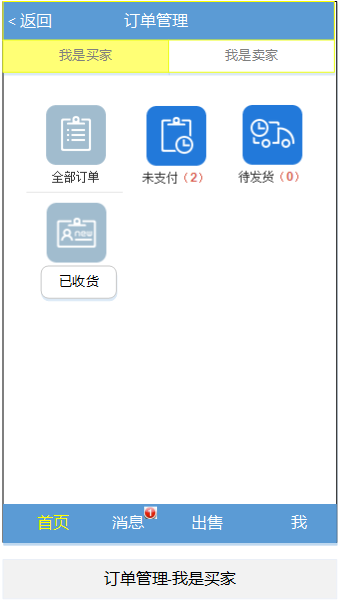 < 返回 订单管理
我是买家 我是卖家
全部订单 未支付（2） 待发货（0）
new
已收货
首页 消息 1 出售 我
订单管理-我是买家